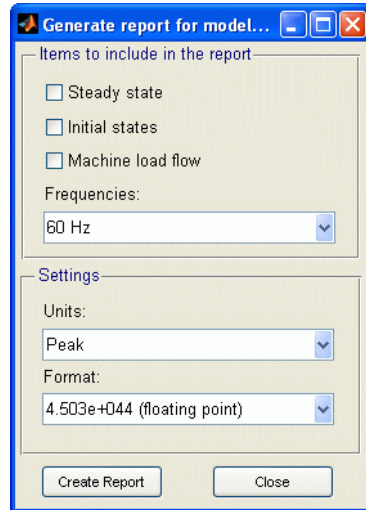 Generate report for model...
Items to include in the report
Steady state
Initial states
Machine load flow
Frequencies:
60 Hz
Settings
Units:
Peak
Format:
4.503e+044 (floating point)
Create Report
Close